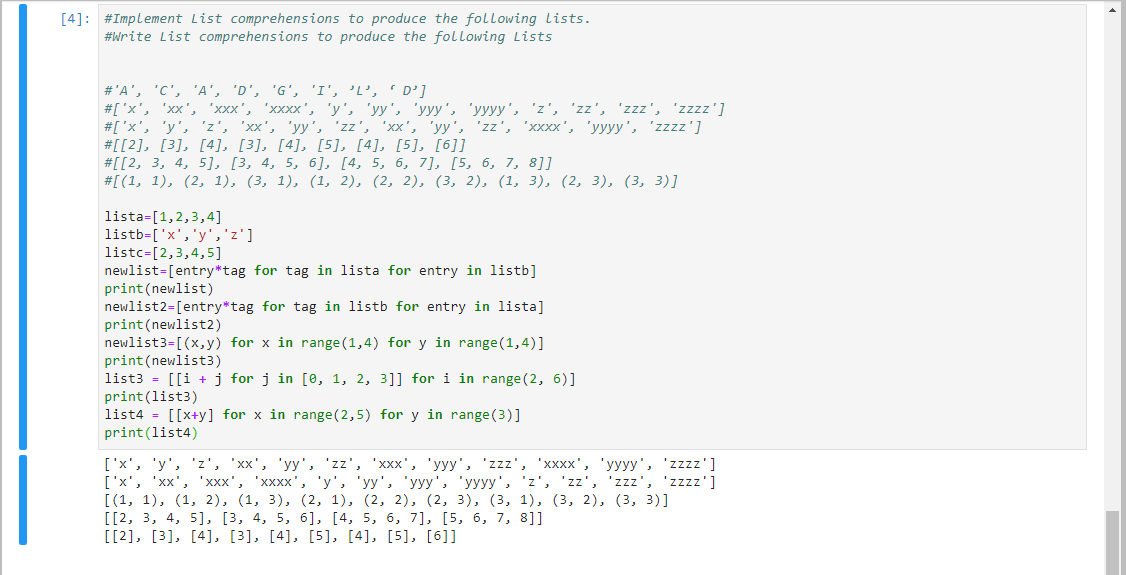 [4]: #Implement List comprehensions to produce the following lists.
#Write List comprehensions to produce the following Lists
#'A', 'C', 'A', 'D', 'G', 'I', ’L’, ‘ D’]
#['x', 'xx', 'xxx', 'xxxx', 'y', 'yy', 'yyy', 'yyyy', 'z', 'zz', 'zzz', 'zzzz']
#['x', 'y', 'z', 'xx', 'yy', 'zz', 'xx', 'yy', 'zz', 'xxxx', 'yyyy', 'zzzz']
#[[2], [3], [4], [3], [4], [5], [4], [5], [6]]
#[[2, 3, 4, 5], [3, 4, 5, 6], [4, 5, 6, 7], [5, 6, 7, 8]]
#[(1, 1), (2, 1), (3, 1), (1, 2), (2, 2), (3, 2), (1, 3), (2, 3), (3, 3)]
lista=[1,2,3,4]
listb=['x','y','z']
listc=[2,3,4,5]
newlist=[entry*tag for tag in lista for entry in listb]
print(newlist)
newlist2=[entry*tag for tag in listb for entry in lista]
print(newlist2)
newlist3=[(x,y) for x in range(1,4) for y in range(1,4)]
print(newlist3)
list3 = [[i + j for j in [0, 1, 2, 3]] for i in range(2, 6)]
print(list3)
list4 = [[x+y] for x in range(2,5) for y in range(3)]
print(list4)
['x', 'y', 'z', 'xx', 'yy', 'zz', 'xxx', 'yyy', 'zzz', 'xxxx', 'yyyy', 'zzzz']
['x', 'xx', 'xxx', 'xxxx', 'y', 'yy', 'yyy', 'yyyy', 'z', 'zz', 'zzz', 'zzzz']
[(1, 1), (1, 2), (1, 3), (2, 1), (2, 2), (2, 3), (3, 1), (3, 2), (3, 3)]
[[2, 3, 4, 5], [3, 4, 5, 6], [4, 5, 6, 7], [5, 6, 7, 8]]
[[2], [3], [4], [3], [4], [5], [4], [5], [6]]